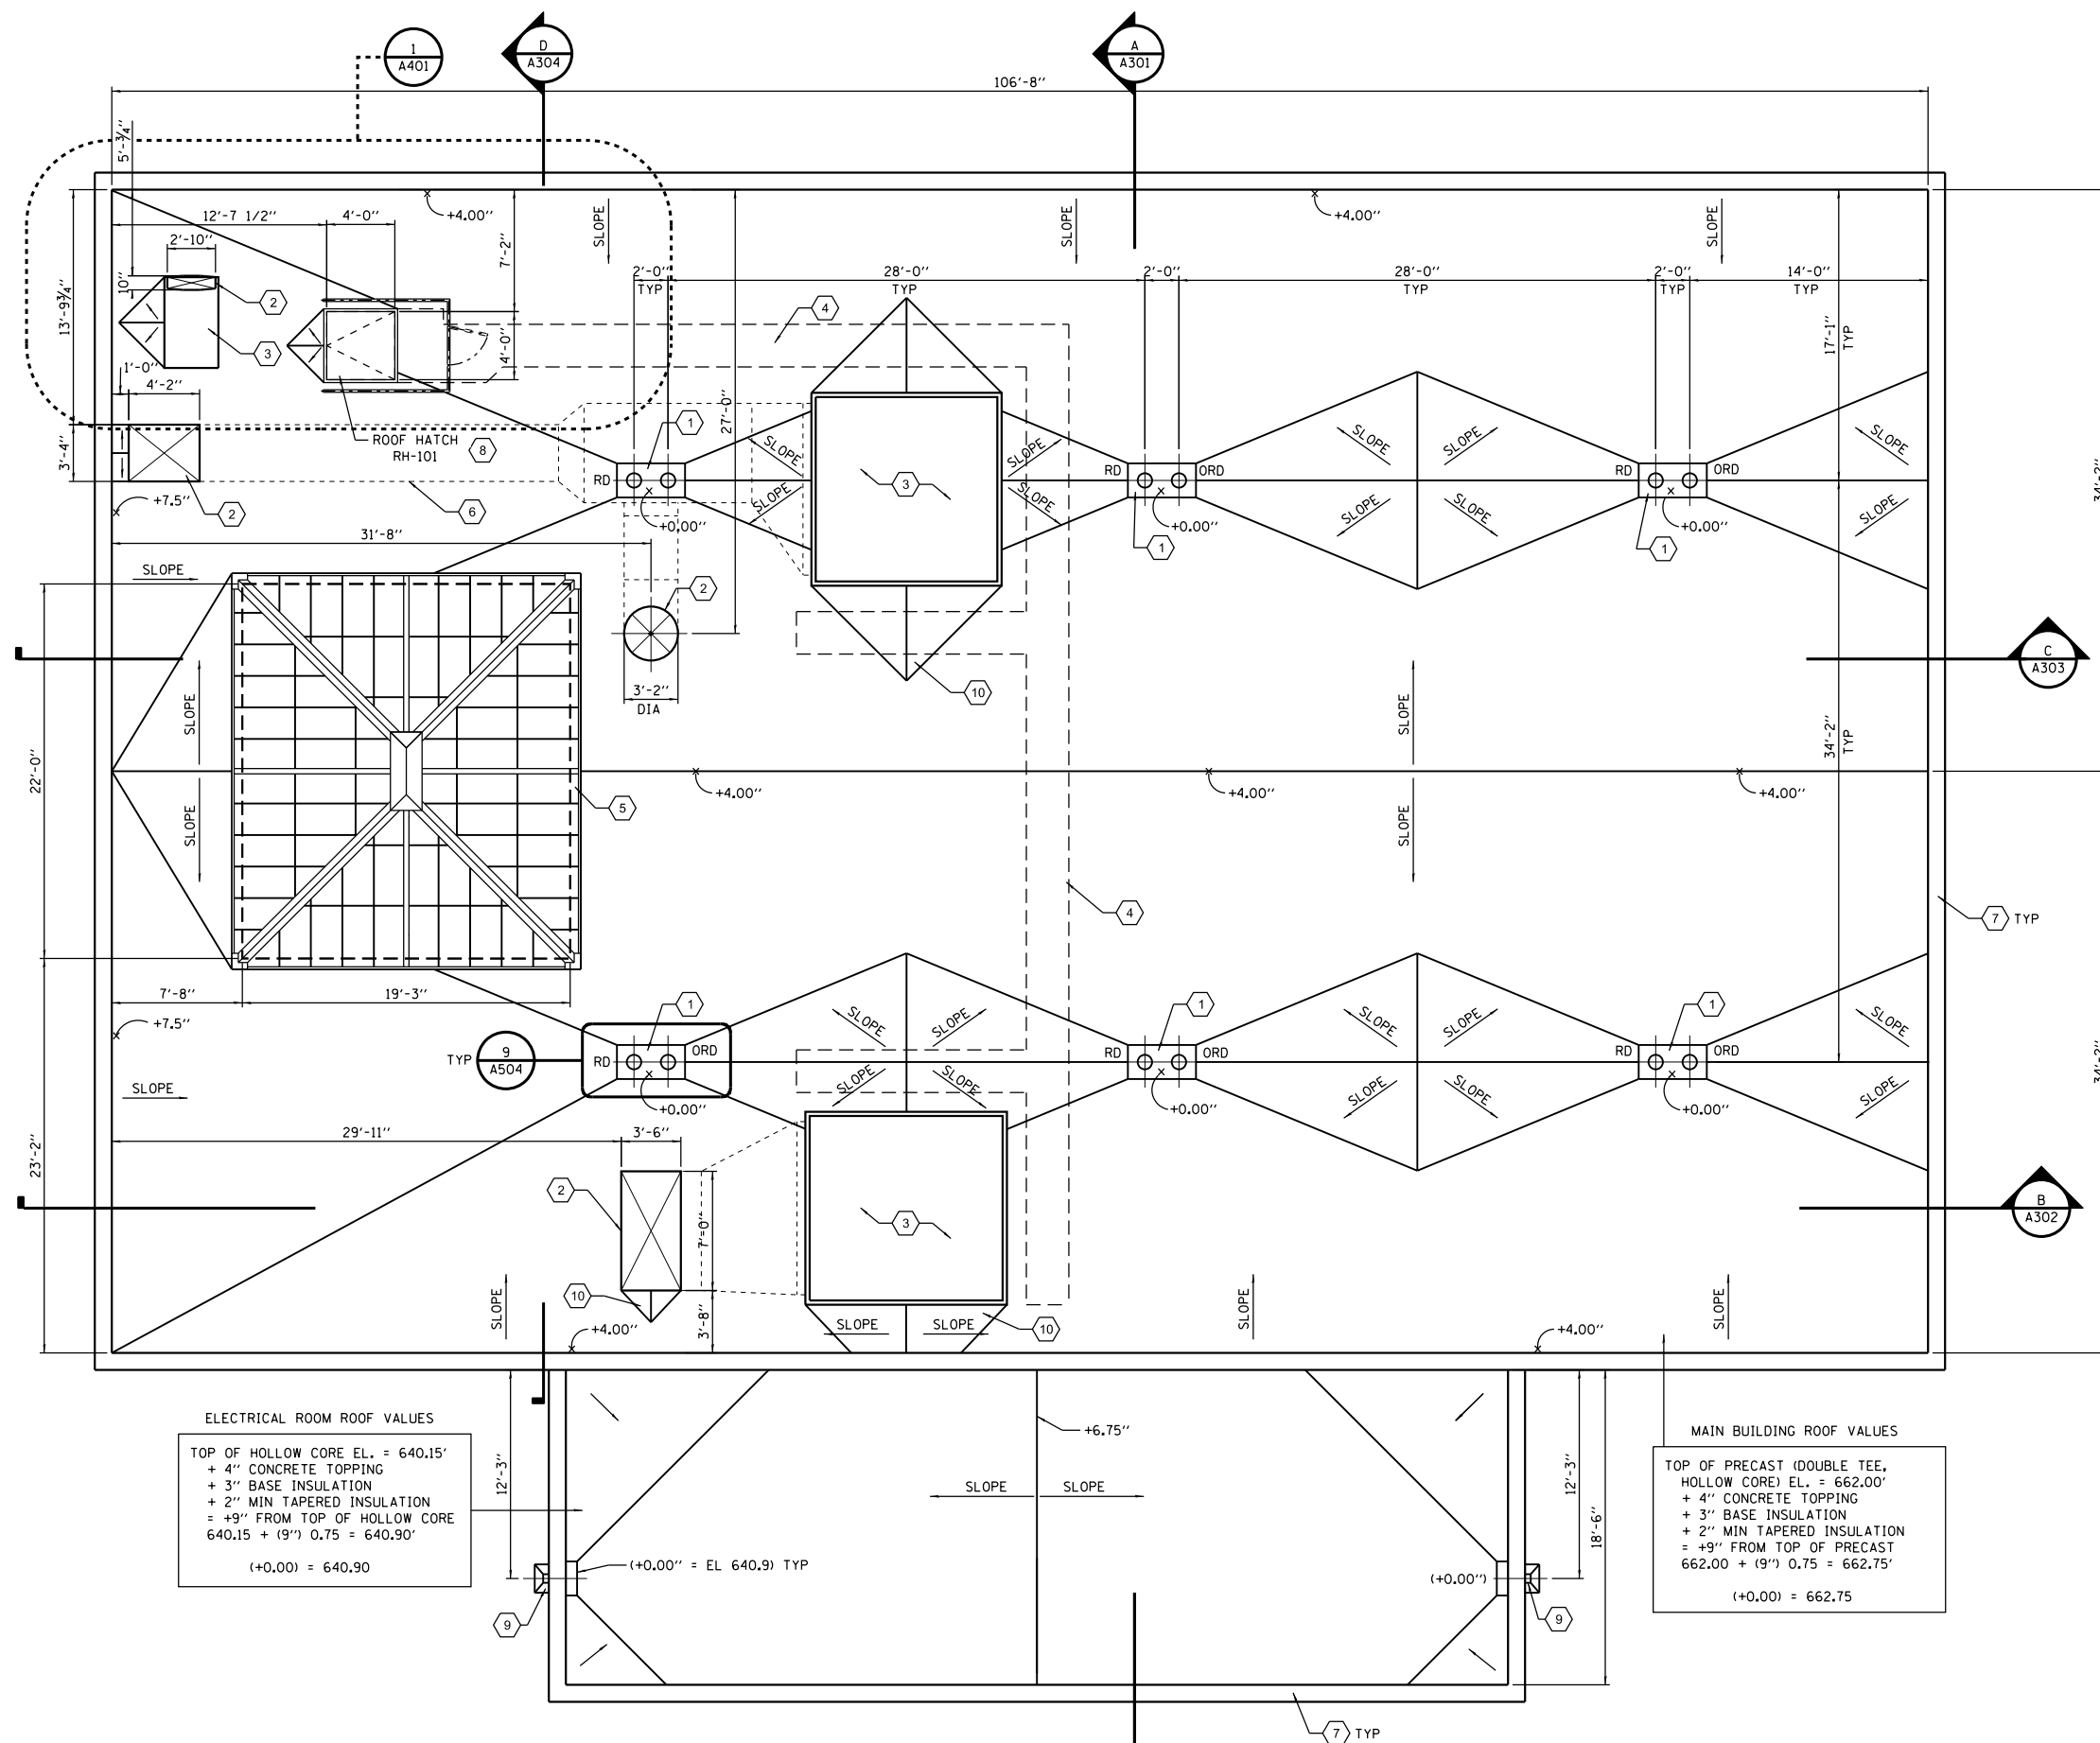 1
A401
D
A304
A
A301
106'-8"
5'-3/4"
12'-7 1/2"
4'-0"
+4.00"
SLOPE
SLOPE
+4.00"
SLOPE
2'-10"
7'-2"
2'-0"
TYP
28'-0"
TYP
2'-0"
28'-0"
TYP
2'-0"
TYP
14'-0"
TYP
10"
2
13'-9 3/4"
3
4
4'-0"
17'-1"
TYP
1'-0"
4'-2"
27'-0"
1
ROOF HATCH
RH-101
8
3'-4"
SLOPE
SLOPE
SLOPE
SLOPE
SLOPE
RD
3
RD
ORD
RD
ORD
34'-2"
+7.5"
2
6
+0.00"
SLOPE
SLOPE
+0.00"
SLOPE
SLOPE
+0.00"
SLOPE
31'-8"
1
1
SLOPE
2
C
A303
3'-2"
DIA
10
SLOPE
SLOPE
22'-0"
34'-2"
TYP
+4.00"
+4.00"
+4.00"
5
SLOPE
SLOPE
4
7 TYP
7'-8"
19'-3"
+7.5"
1
1
1
SLOPE
SLOPE
SLOPE
SLOPE
SLOPE
TYP
9
A504
RD
ORD
RD
ORD
RD
ORD
34'-2"
SLOPE
SLOPE
SLOPE
SLOPE
SLOPE
SLOPE
+0.00"
+0.00"
+0.00"
29'-11"
3'-6"
23'-2"
2
7'-0"
3
B
A302
10
SLOPE
3'-8"
SLOPE
SLOPE
10
SLOPE
SLOPE
+4.00"
+4.00"
ELECTRICAL ROOM ROOF VALUES
TOP OF HOLLOW CORE EL. = 640.15'
+ 4" CONCRETE TOPPING
+ 3" BASE INSULATION
+ 2" MIN TAPERED INSULATION
= +9" FROM TOP OF HOLLOW CORE
640.15 + (9") 0.75 = 640.90'
(+0.00) = 640.90
12'-3"
+6.75"
SLOPE
SLOPE
12'-3"
18'-6"
MAIN BUILDING ROOF VALUES
TOP OF PRECAST (DOUBLE TEE,
HOLLOW CORE) EL. = 662.00'
+ 4" CONCRETE TOPPING
+ 3" BASE INSULATION
+ 2" MIN TAPERED INSULATION
= +9" FROM TOP OF PRECAST
662.00 + (9") 0.75 = 662.75'
(+0.00) = 662.75
(+0.00" = EL 640.9) TYP
(+0.00")
9
9
7 TYP